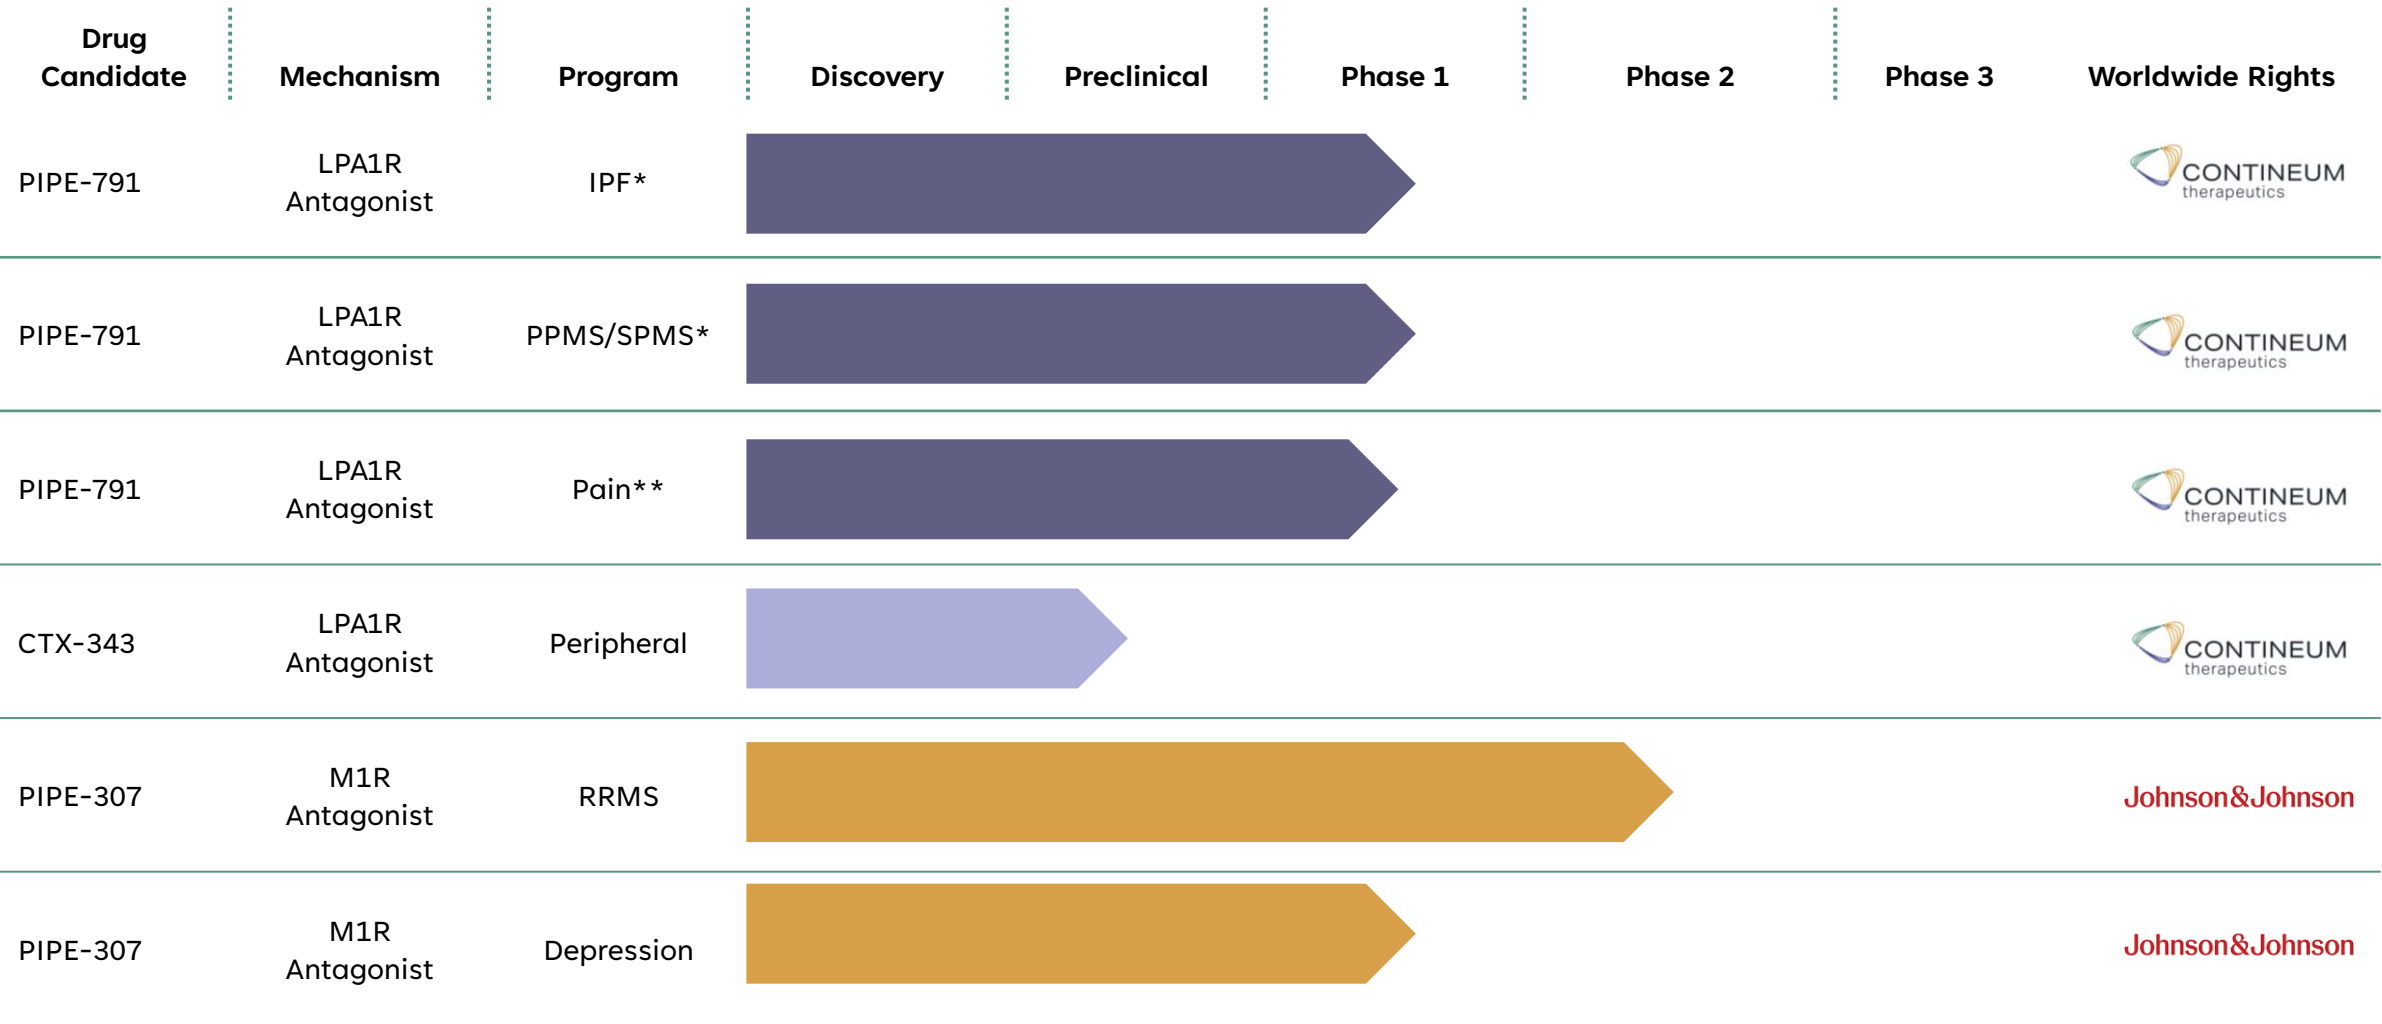 Drug
Candidate
Mechanism
Program
Discovery
Preclinical
Phase 1
Phase 2
Phase 3
Worldwide Rights
PIPE-791
LPA1R
Antagonist
IPF*
CONTINEUM
therapeutics
PIPE-791
LPA1R
Antagonist
PPMS/SPMS*
CONTINEUM
therapeutics
PIPE-791
LPA1R
Antagonist
Pain**
CONTINEUM
therapeutics
CTX-343
LPA1R
Antagonist
Peripheral
CONTINEUM
therapeutics
PIPE-307
M1R
Antagonist
RRMS
Johnson&Johnson
PIPE-307
M1R
Antagonist
Depression
Johnson&Johnson